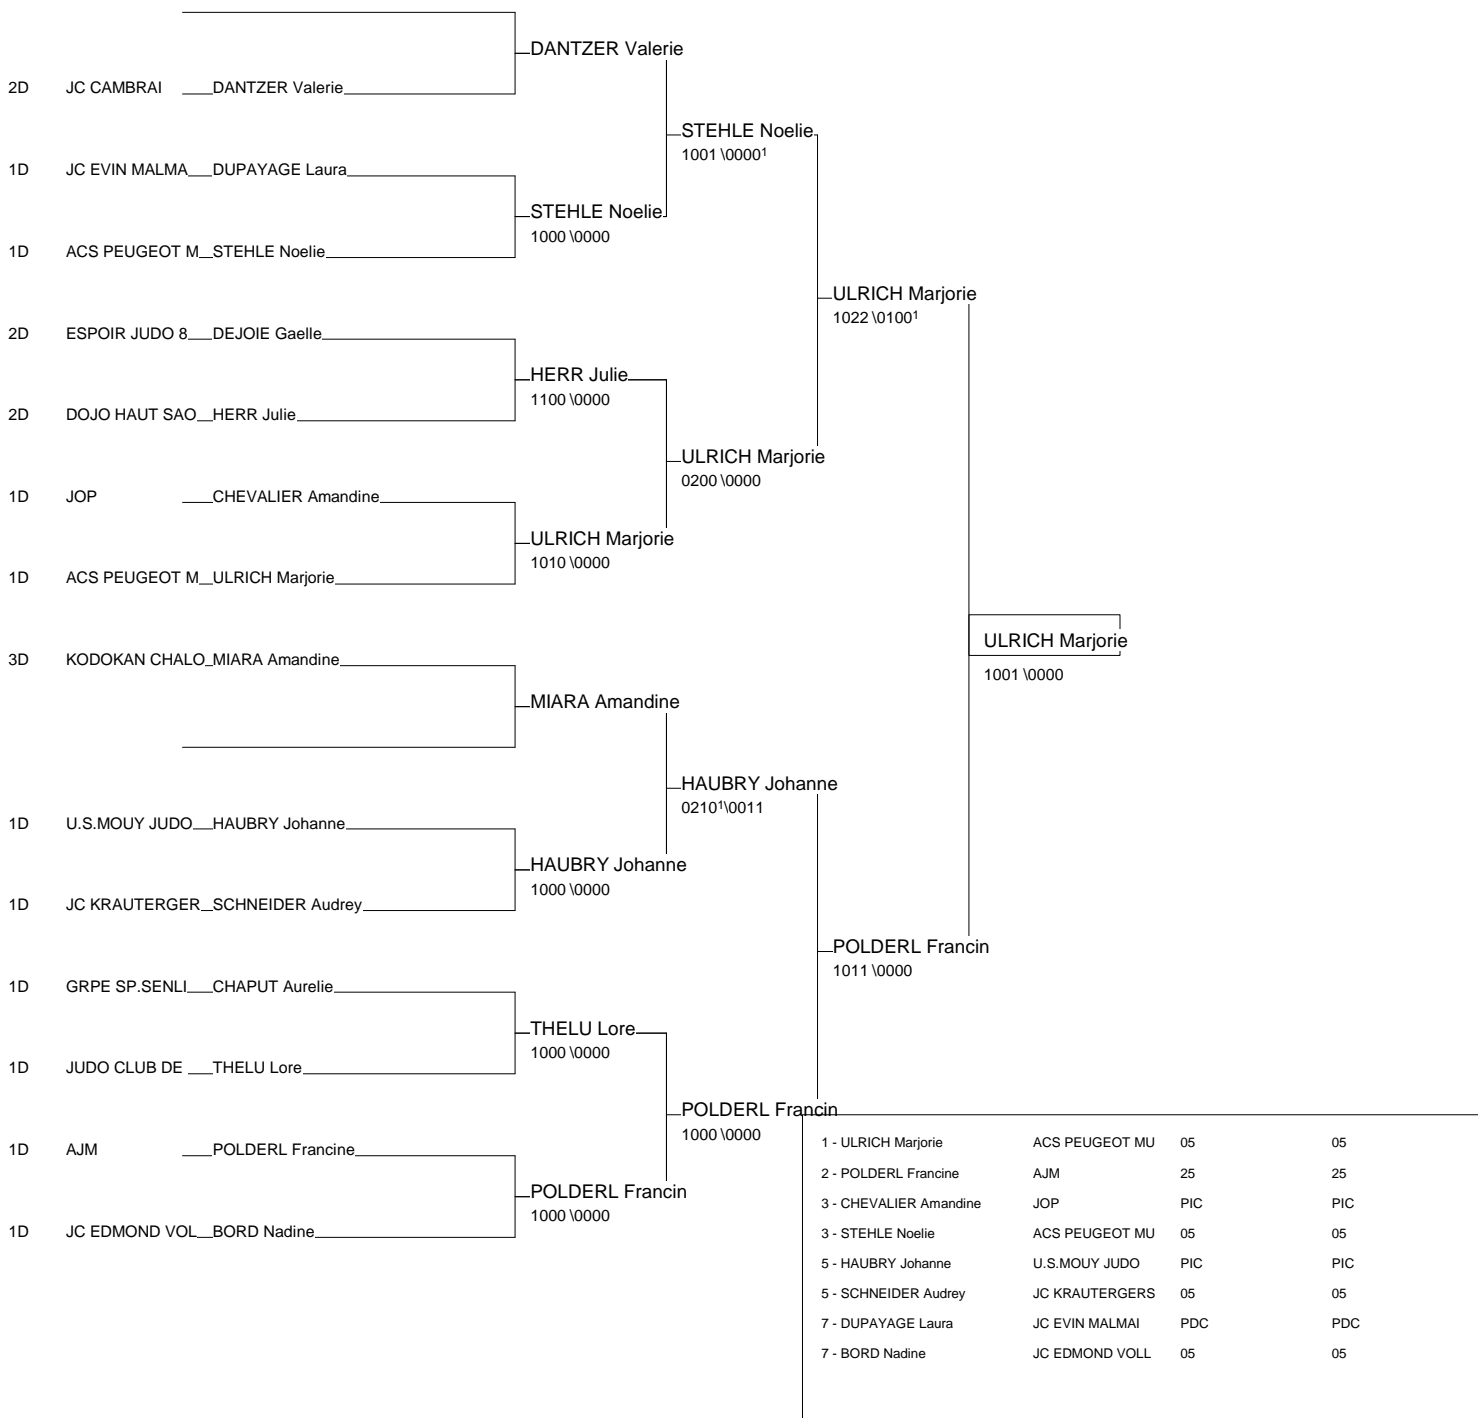 DANTZER Valerie
2D JC CAMBRAI DANTZER Valerie
STEHLE Noelie
1001 \0000¹
1D JC EVIN MALMA DUPAYAGE Laura
STEHLE Noelie
1000 \0000
1D ACS PEUGEOT M STEHLE Noelie
ULRICH Marjorie
1022 \0100¹
2D ESPOIR JUDO 8 DEJOIE Gaelle
HERR Julie
1100 \0000
2D DOJO HAUT SAO HERR Julie
ULRICH Marjorie
0200 \0000
1D JOP CHEVALIER Amandine
ULRICH Marjorie
1010 \0000
1D ACS PEUGEOT M ULRICH Marjorie
ULRICH Marjorie
1001 \0000
3D KODOKAN CHALO MIARA Amandine
MIARA Amandine
HAUBRY Johanne
0210¹\0011
1D U.S.MOUY JUDO HAUBRY Johanne
HAUBRY Johanne
1000 \0000
1D JC KRAUTERGER SCHNEIDER Audrey
POLDERL Francin
1011 \0000
1D GRPE SP.SENLI CHAPUT Aurelie
THELU Lore
1000 \0000
1D JUDO CLUB DE THELU Lore
POLDERL Francin
1000 \0000
1D AJM POLDERL Francine
POLDERL Francin
1000 \0000
1D JC EDMOND VOL BORD Nadine
1 - ULRICH Marjorie ACS PEUGEOT MU 05 05
2 - POLDERL Francine AJM 25 25
3 - CHEVALIER Amandine JOP PIC PIC
3 - STEHLE Noelie ACS PEUGEOT MU 05 05
5 - HAUBRY Johanne U.S.MOUY JUDO PIC PIC
5 - SCHNEIDER Audrey JC KRAUTERGERS 05 05
7 - DUPAYAGE Laura JC EVIN MALMAI PDC PDC
7 - BORD Nadine JC EDMOND VOLL 05 05